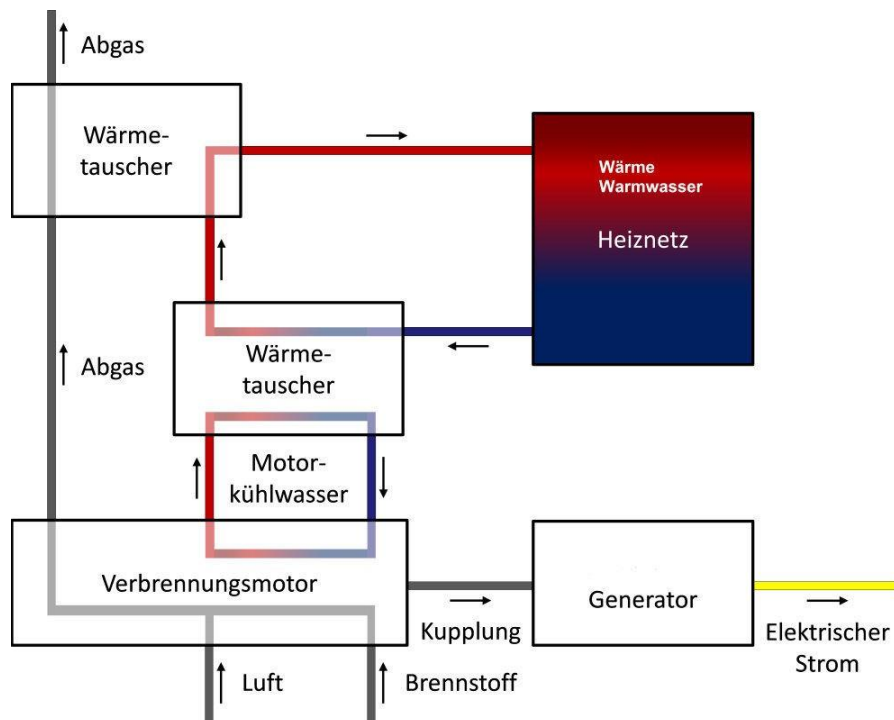 Abgas
Wärme-
tauscher
Wärme
Warmwasser
Heiznetz
Abgas
Wärme-
tauscher
Motor-
kühlwasser
Verbrennungsmotor
Kupplung
Generator
Elektrischer
Strom
Luft
Brennstoff